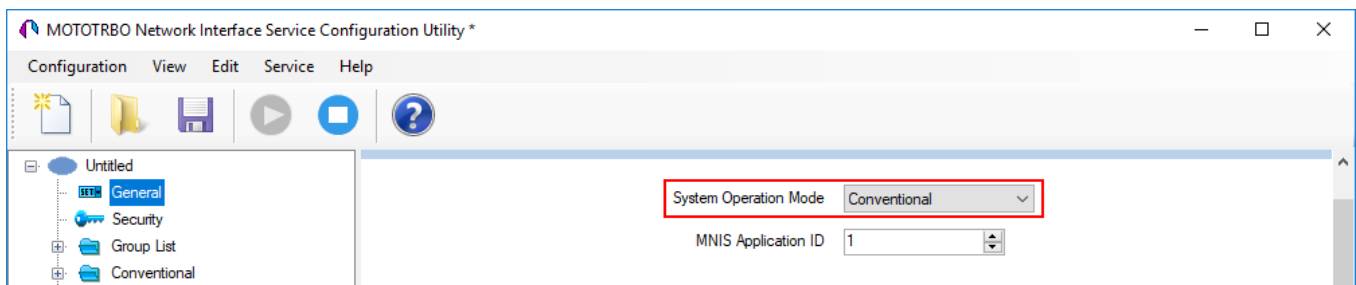 MOTOTRBO Network Interface Service Configuration Utility *
Configuration View Edit Service Help
Untitled
SET
General
Security
Group List
Conventional
System Operation Mode Conventional
MNIS Application ID 1